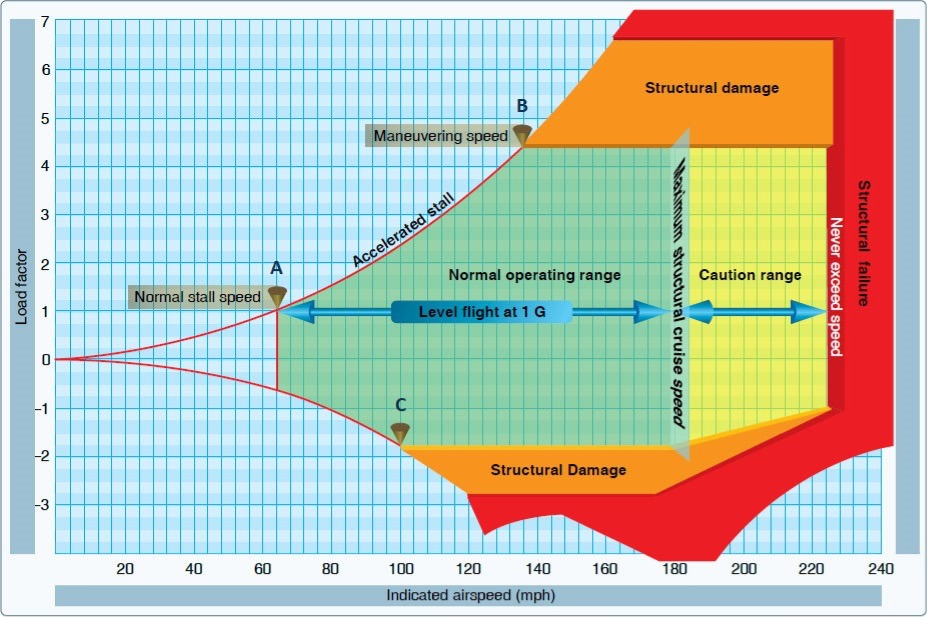 7
6
5
4
3
2
1
0
-1
-2
-3
Load factor
Structural damage
B
Maneuvering speed
Accelerated stall
A
Normal stall speed
Normal operating range
Caution range
Level flight at 1 G
Maximum structural cruise speed
Never exceed speed
Structural failure
C
Structural Damage
20 40 60 80 100 120 140 160 180 200 220 240
Indicated airspeed (mph)